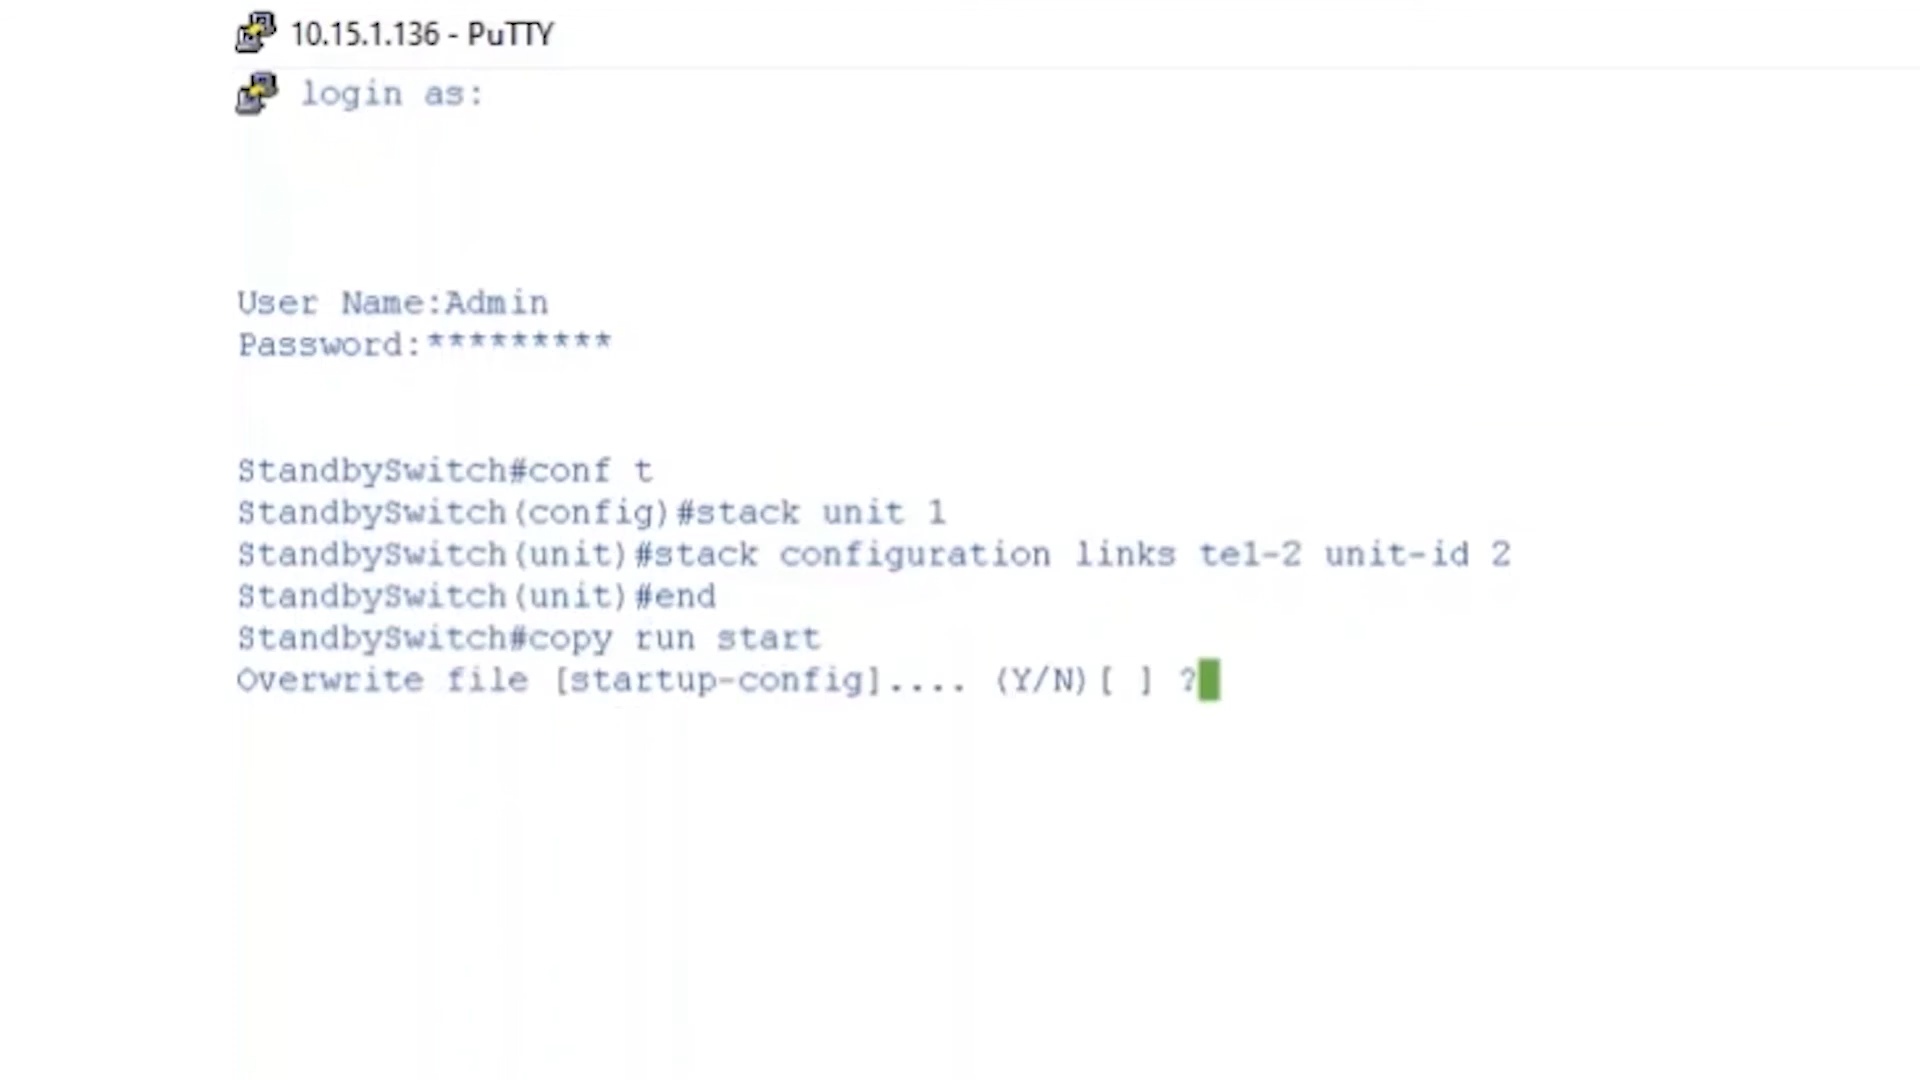 10.15.1.136 - PuTTY
login as:
User Name:Admin
Password:*********
StandbySwitch#conf t
StandbySwitch(config)#stack unit 1
StandbySwitch(unit)#stack configuration links te1-2 unit-id 2
StandbySwitch(unit)#end
StandbySwitch#copy run start
Overwrite file [startup-config].... (Y/N)[ ] ?